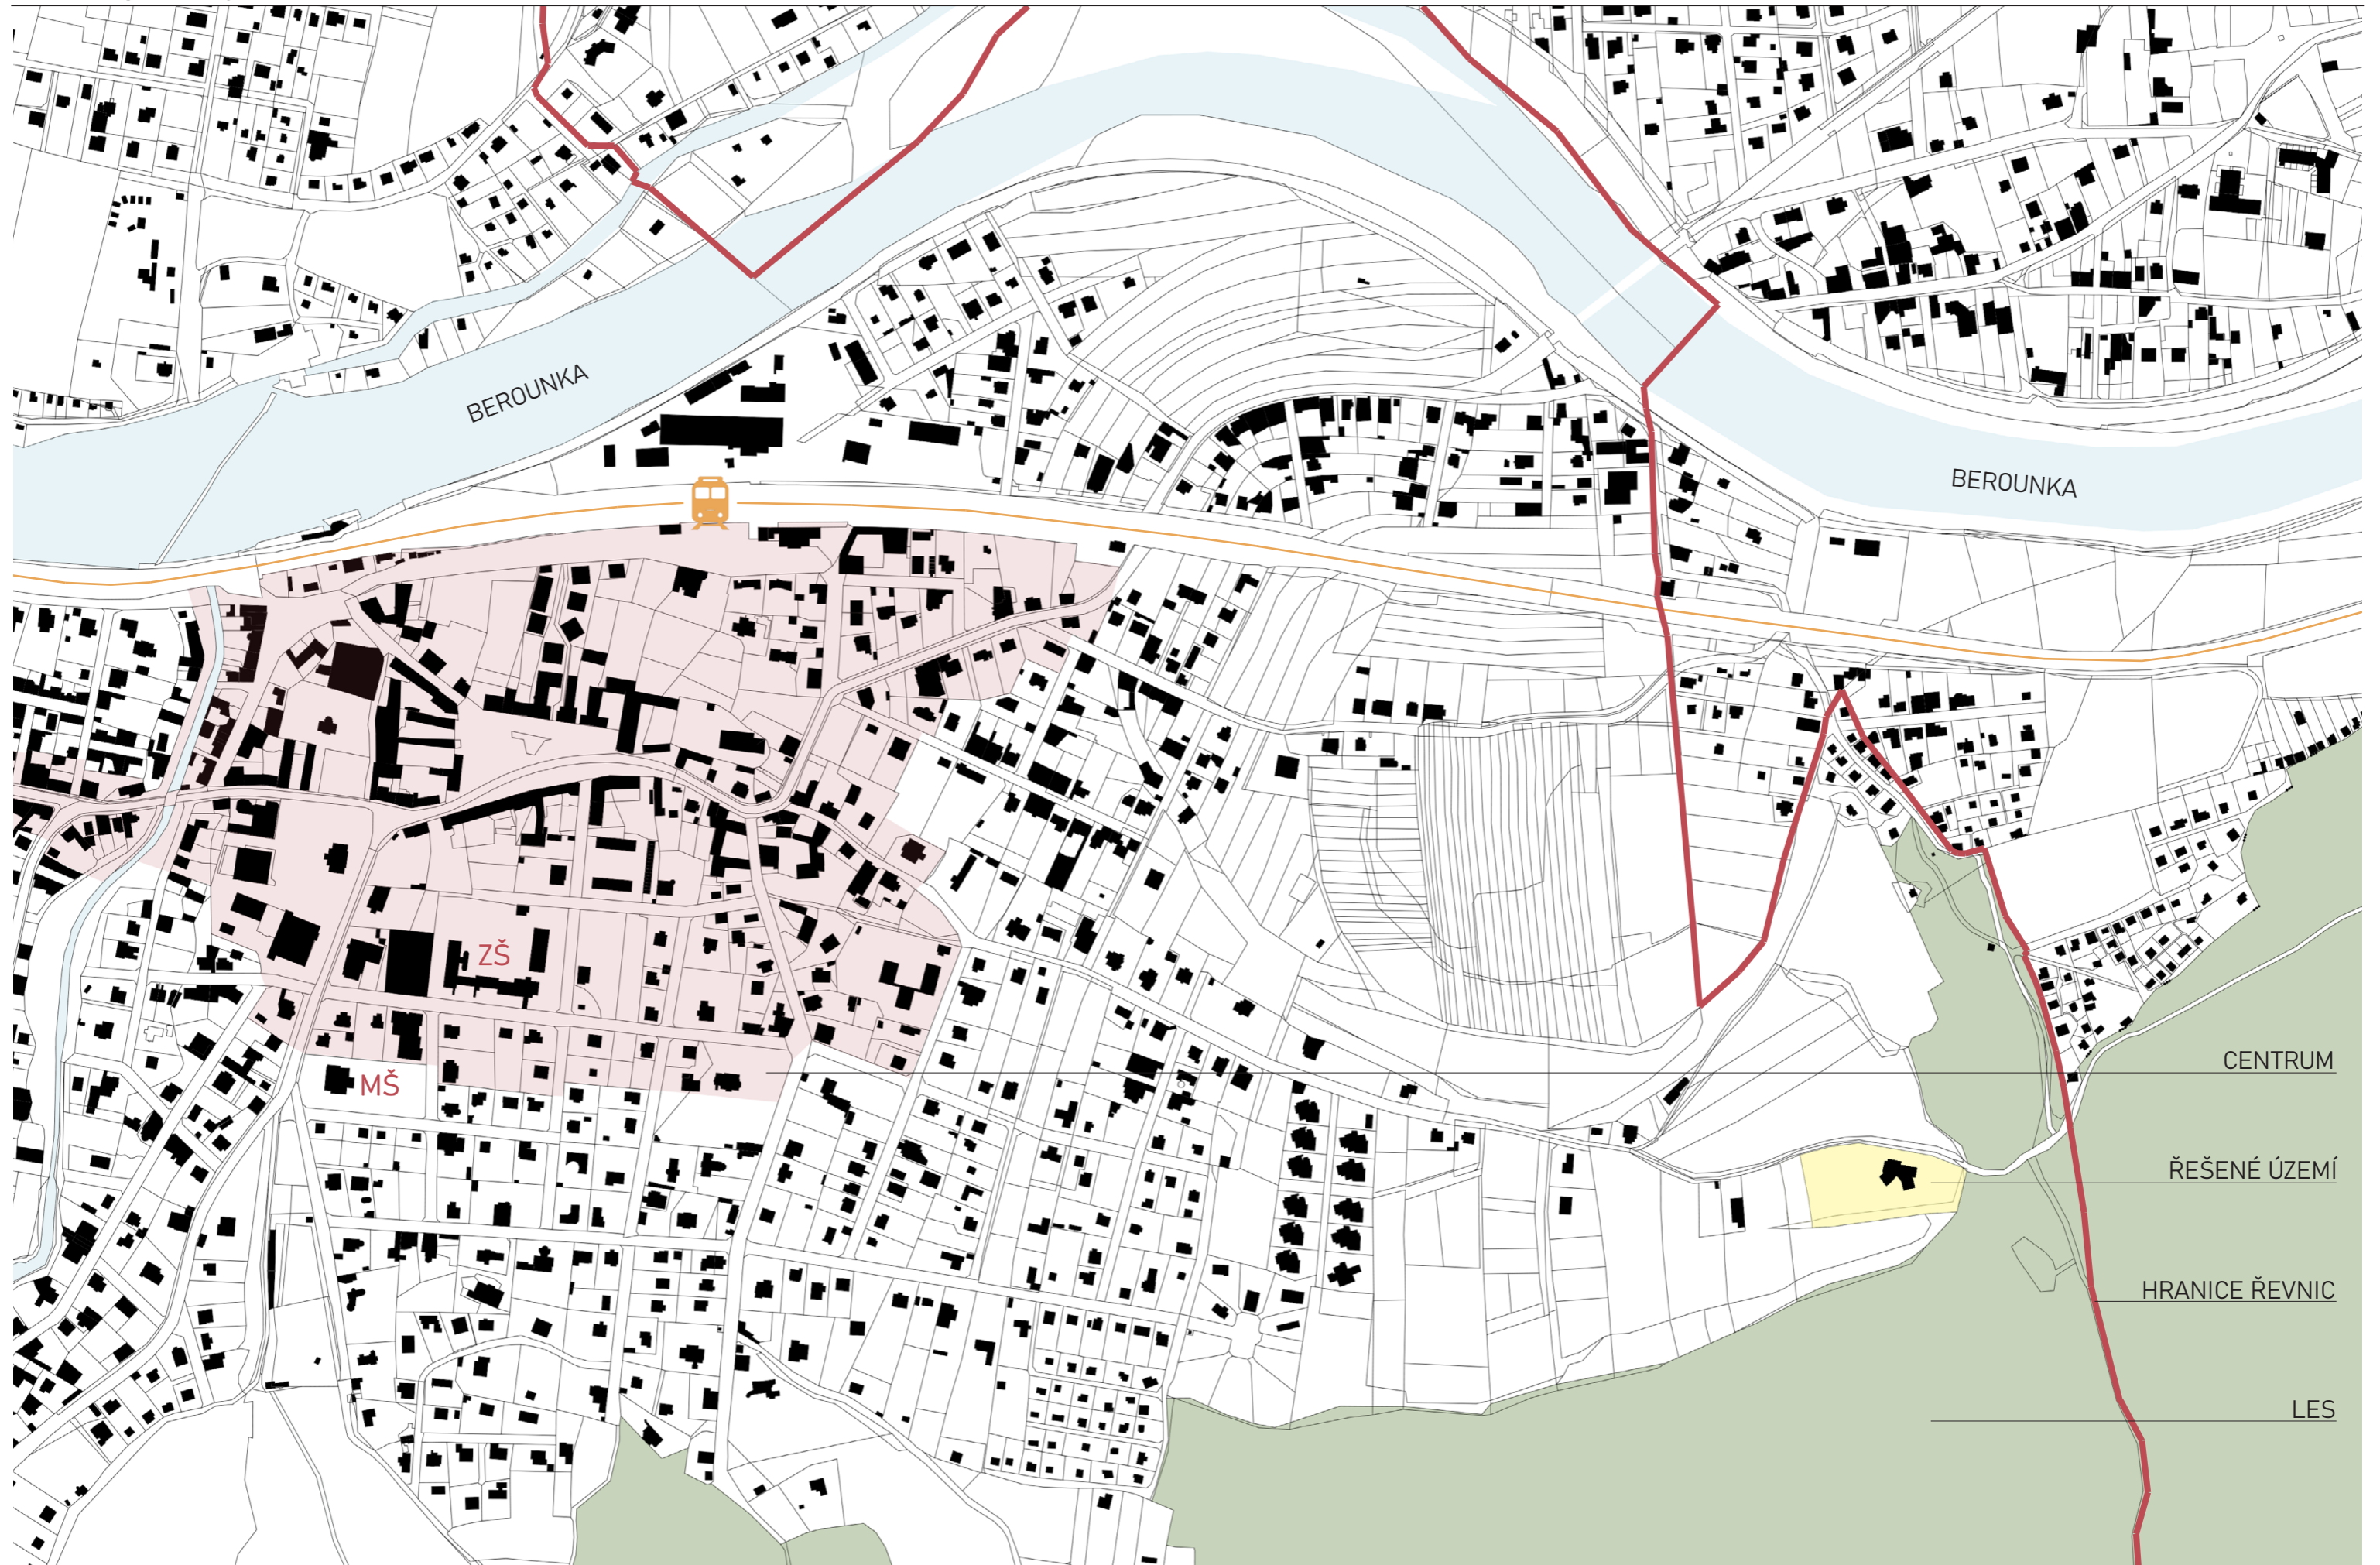 BEROUNKA
BEROUNKA
ZŠ
MŠ
CENTRUM
ŘEŠENÉ ÚZEMÍ
HRANICE ŘEVNIC
LES